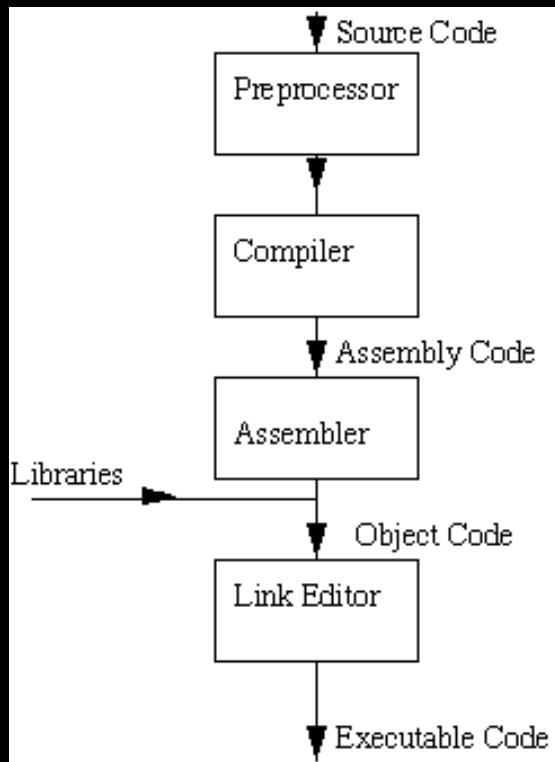 Source Code
Preprocessor
Compiler
Assembly Code
Assembler
Libraries
Object Code
Link Editor
Executable Code